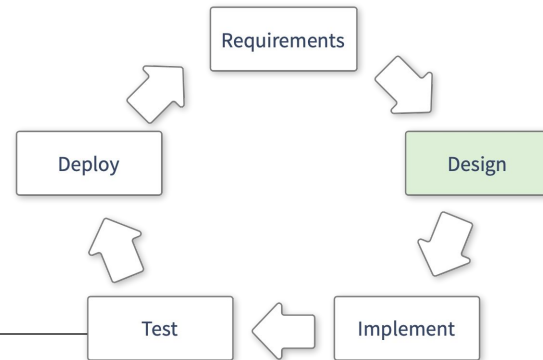 Requirements
Deploy
Design
Test
Implement